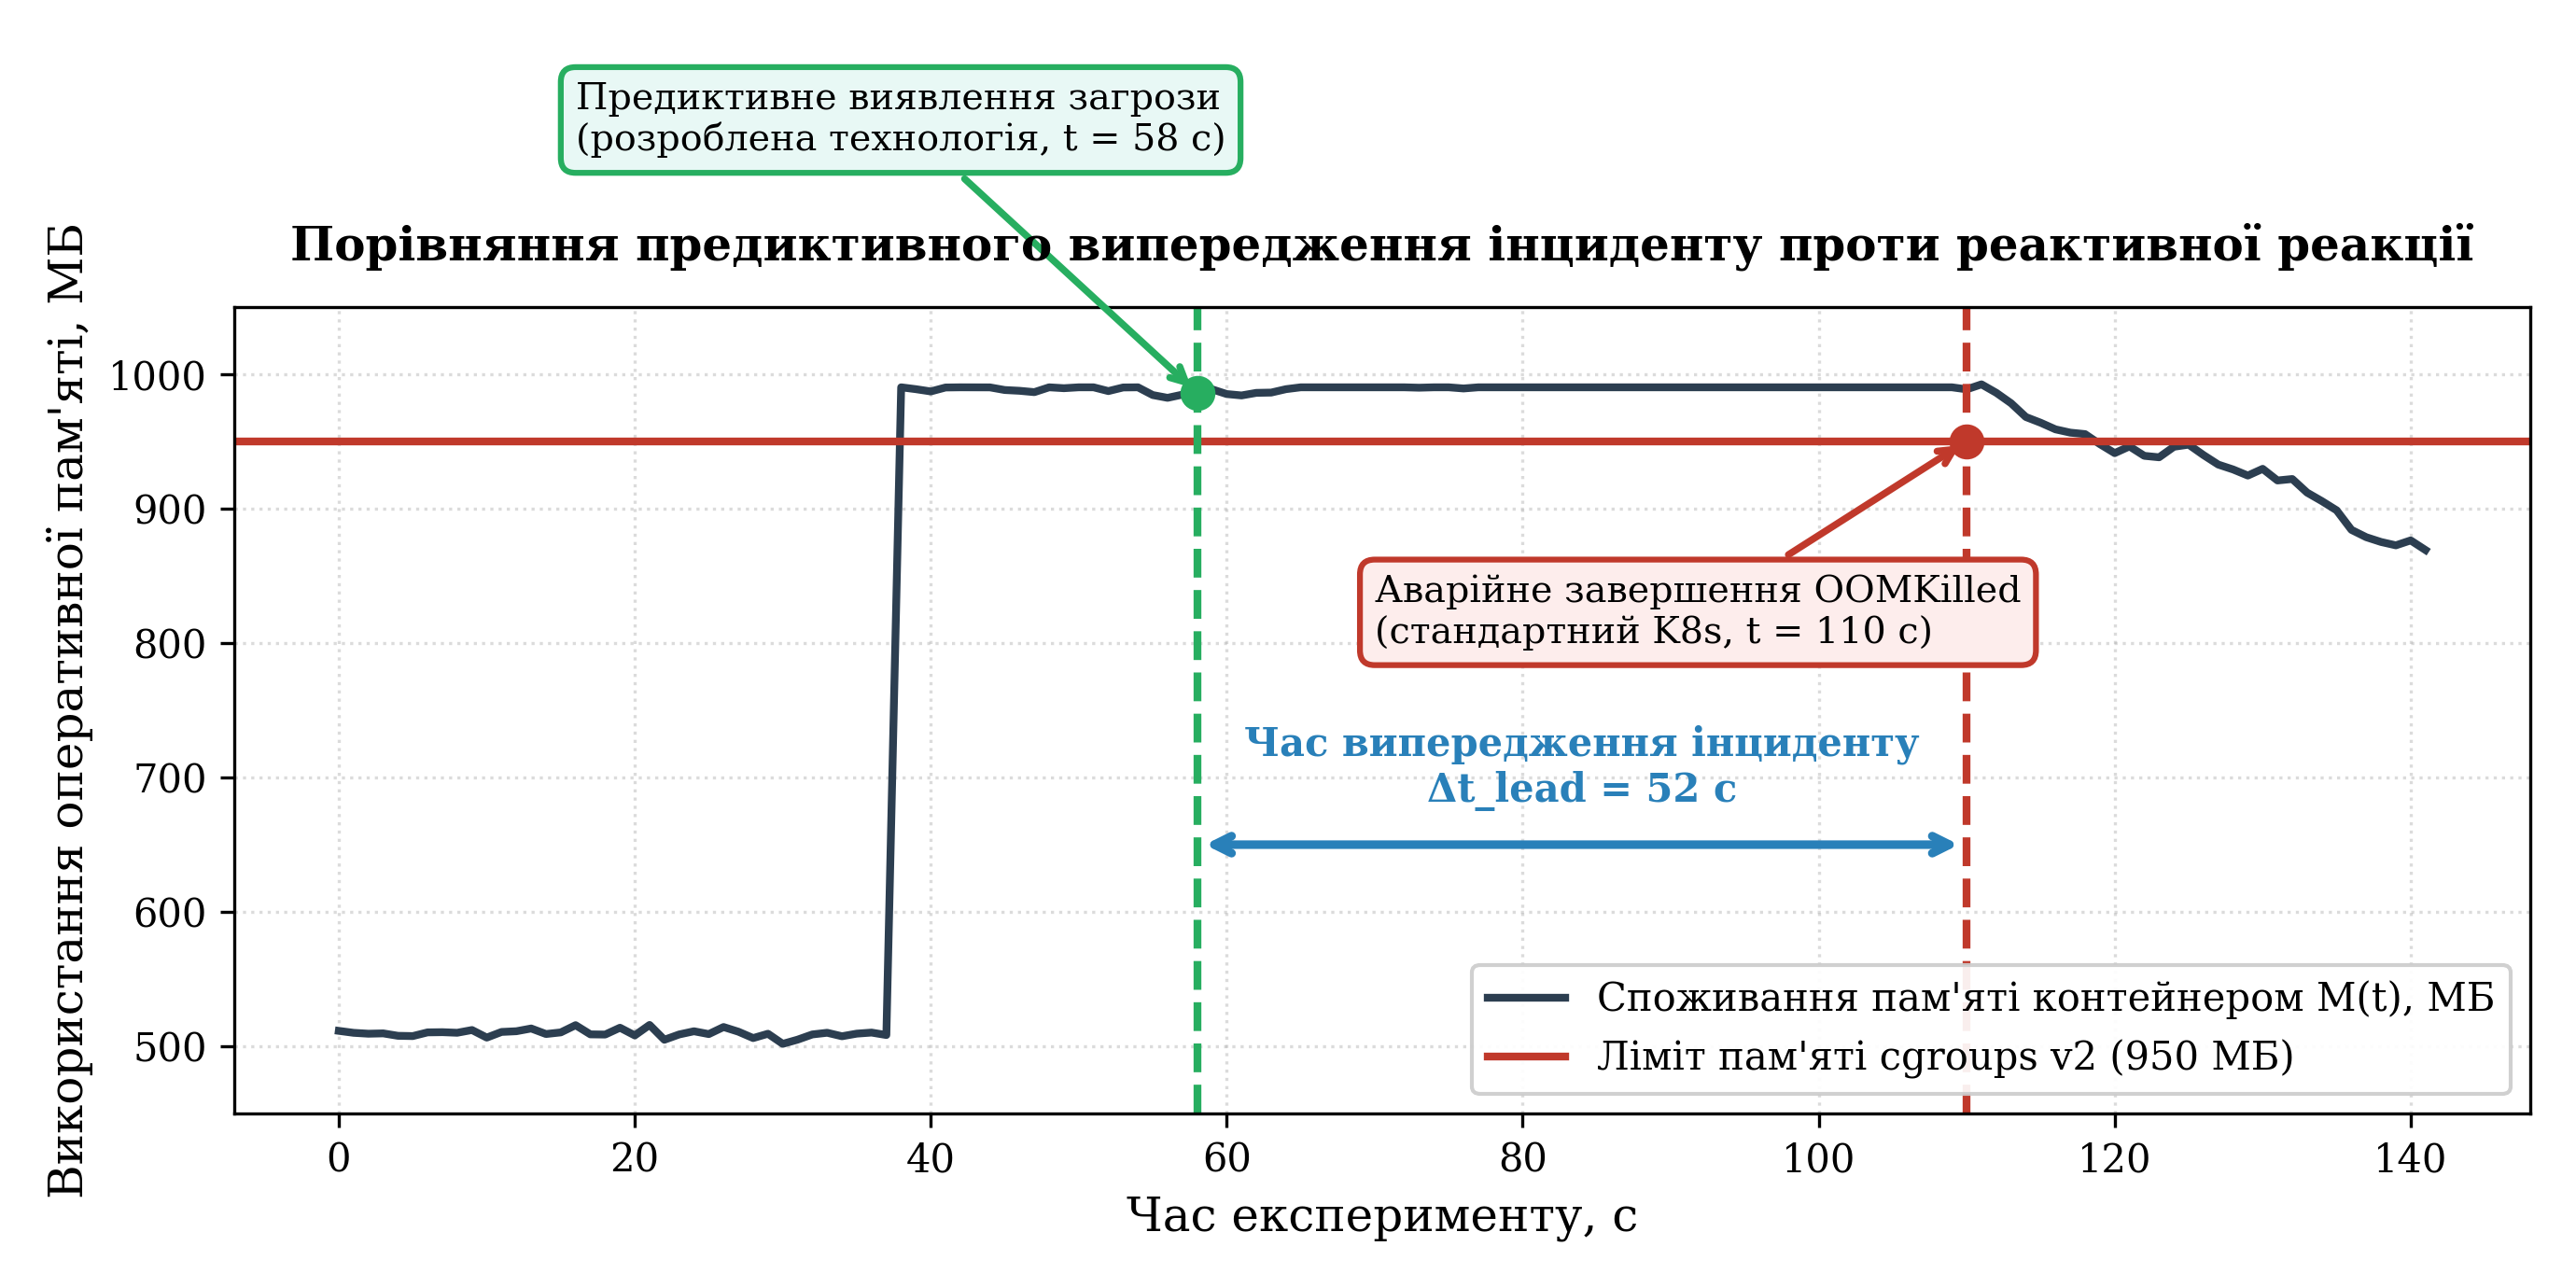 Предиктивне виявлення загрози
(розроблена технологія, t = 58 с)
Порівняння предиктивного випередження інциденту проти реактивної реакції
Використання оперативної пам'яті, МБ
1000
900
800
700
600
500
Аварійне завершення OOMKilled
(стандартний K8s, t = 110 с)
Час випередження інциденту
Δt_lead = 52 с
Споживання пам'яті контейнером M(t), МБ
Ліміт пам'яті cgroups v2 (950 МБ)
0 20 40 60 80 100 120 140
Час експерименту, с